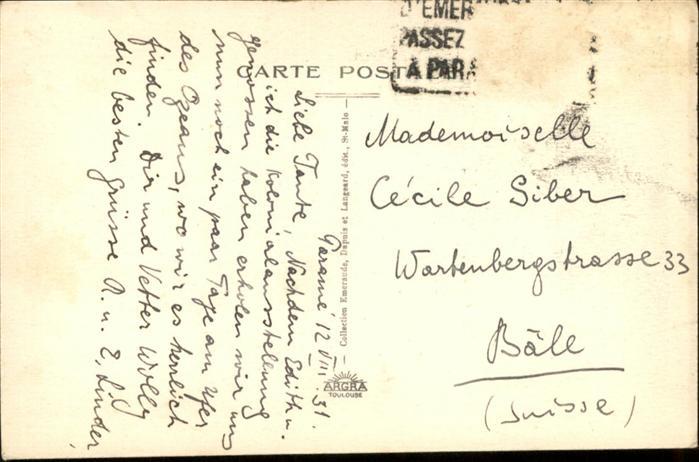 D'EMER
PASSEZ
A PAR
CARTE POST
Paramé 12 VIII . 31.
Liebe Tante, Nachdem Edith u.
ich die Kolonialausstellung
genossen haben erholen wir uns
nun noch ein paar Tage am Ufer
des Ozeans, wo wir es herrlich
finden. Dir und Vetter Willy
die besten Grüsse A. u. E. Linder,
Collection Emeraude, Dupuis et Langeard, édit., St-Malo
ARGRA
TOULOUSE
Mademoiselle
Cécile Siber
Wartenbergstrasse 33
Bâle
(Suisse)